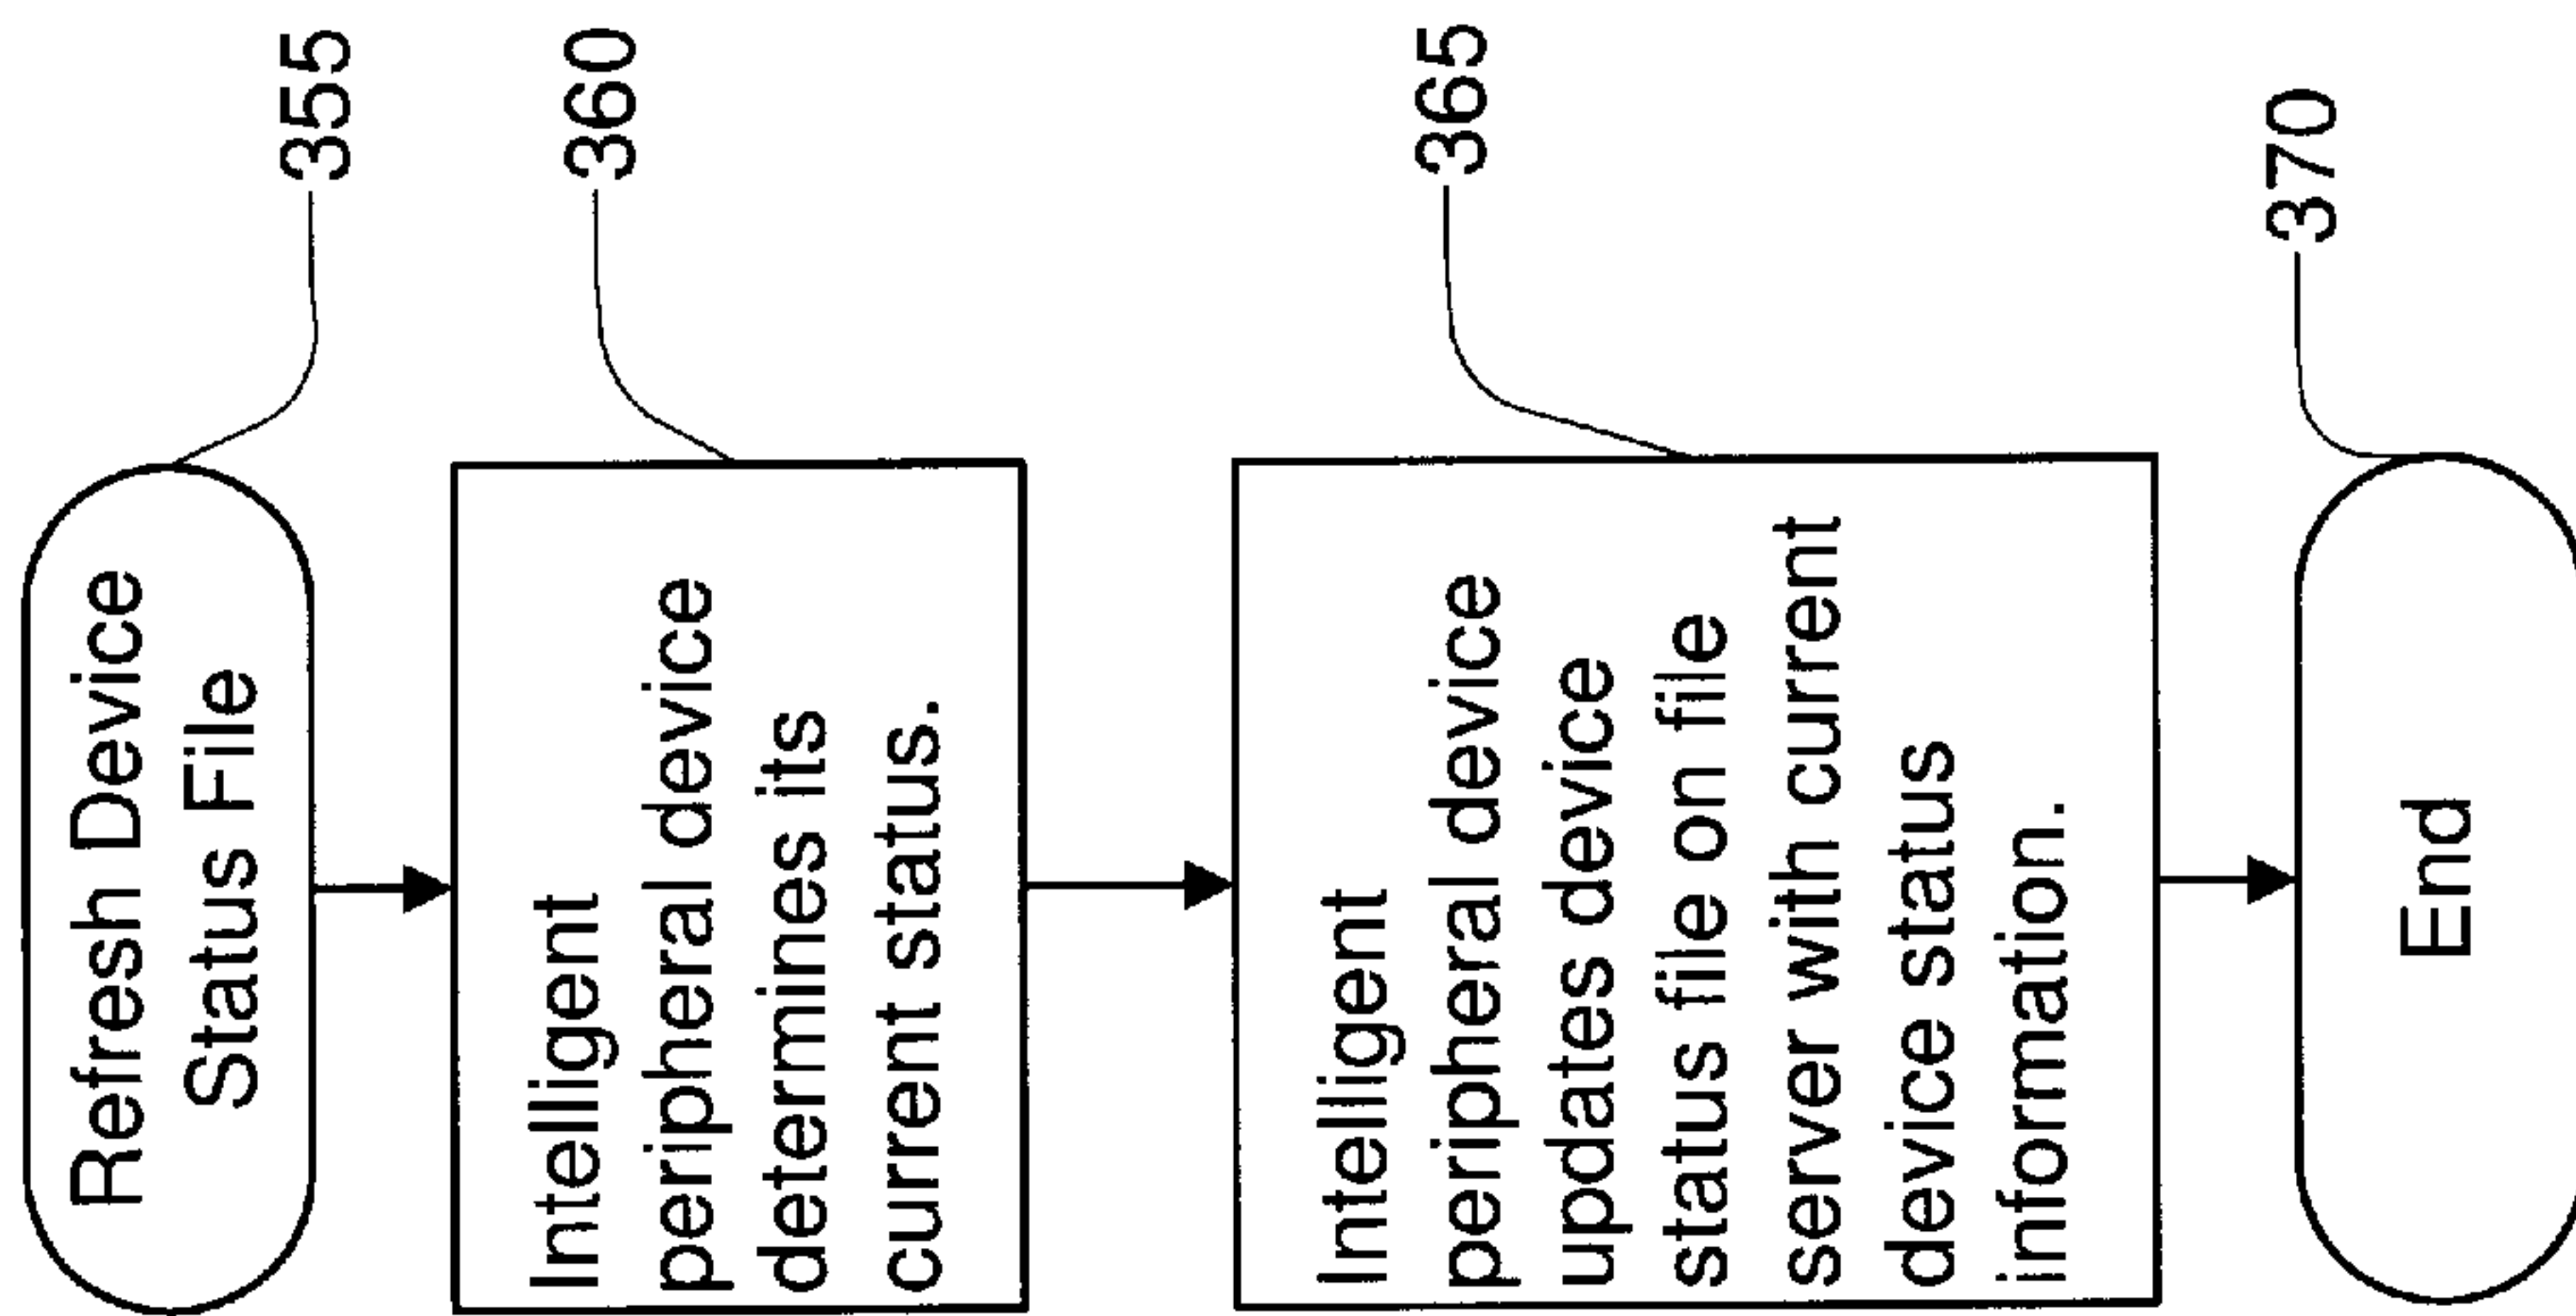 Refresh Device
Status File
355
Intelligent
peripheral device
determines its
current status.
360
Intelligent
peripheral device
updates device
status file on file
server with current
device status
information.
365
End
370